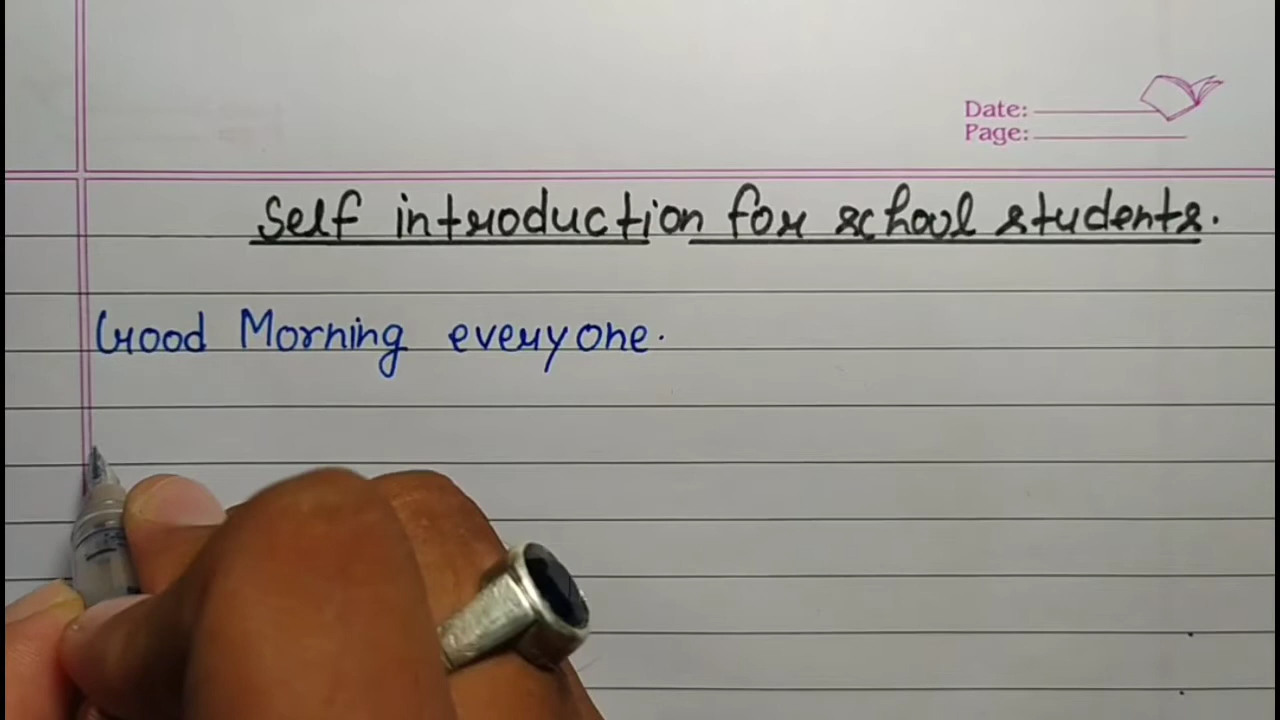 Date:
Page:
Self introduction for school students.
Good Morning everyone.